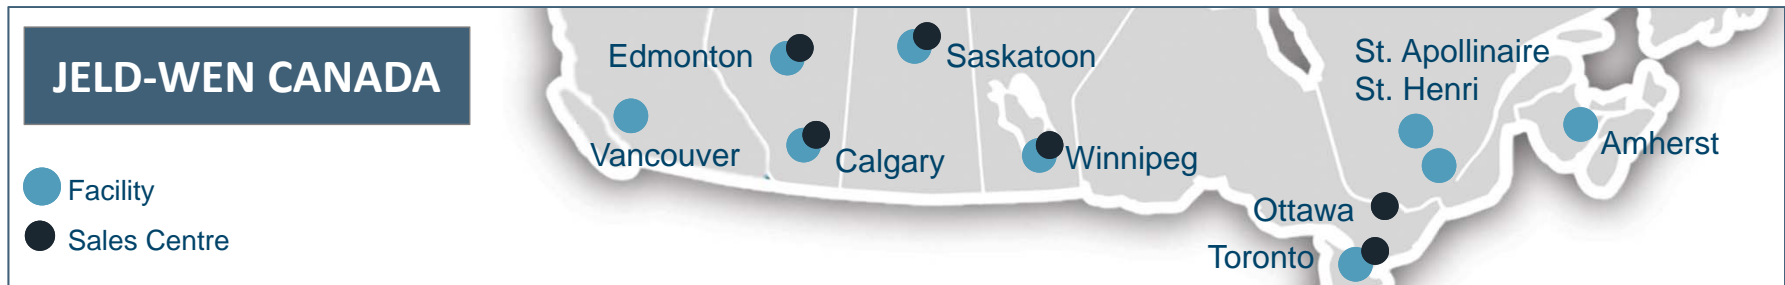 JELD-WEN CANADA
Facility
Sales Centre
Edmonton
Saskatoon
Vancouver
Calgary
Winnipeg
St. Apollinaire
St. Henri
Amherst
Ottawa
Toronto